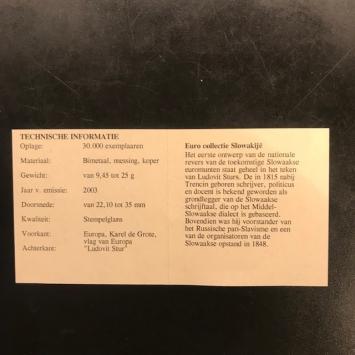 TECHNISCHE INFORMATIE
Oplage: 30.000 exemplaaren
Materiaal: Bimetaal, messing, koper
Gewicht: van 9,45 tot 25 g
Jaar v. emissie: 2003
Doorsnede: van 22,10 tot 35 mm
Kwaliteit: Stempelglans
Voorkant: Europa, Karel de Grote,
vlag van Europa
Achterkant: "Ludovit Stur"
Euro collectie Slowakijë
Het eerste ontwerp van de nationale
revers van de toekomstige Slowaakse
euromunten staat geheel in het teken
van Ludovit Sturs. De in 1815 nabij
Trencin geboren schrijver, politicus
en docent is bekend geworden als
grondlegger van de Slowaakse
schrijftaal, die op het Middel-
Slowaakse dialect is gebaseerd.
Bovendien was hij voorstander van
het Russische pan-Slavisme en een
van de organisatoren van de
Slowaakse opstand in 1848.